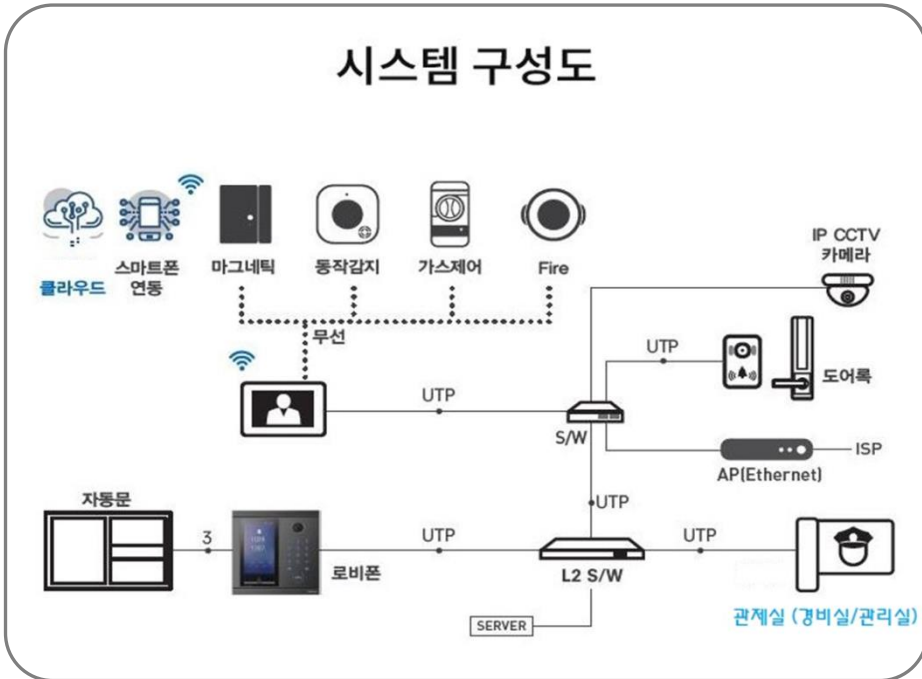 시스템 구성도
클라우드
스마트폰
연동
마그네틱
동작감지
가스제어
Fire
IP CCTV
카메라
무선
UTP
도어록
UTP
S/W
AP(Ethernet)
ISP
자동문
UTP
3
로비폰
UTP
L2 S/W
UTP
SERVER
관제실 (경비실/관리실)